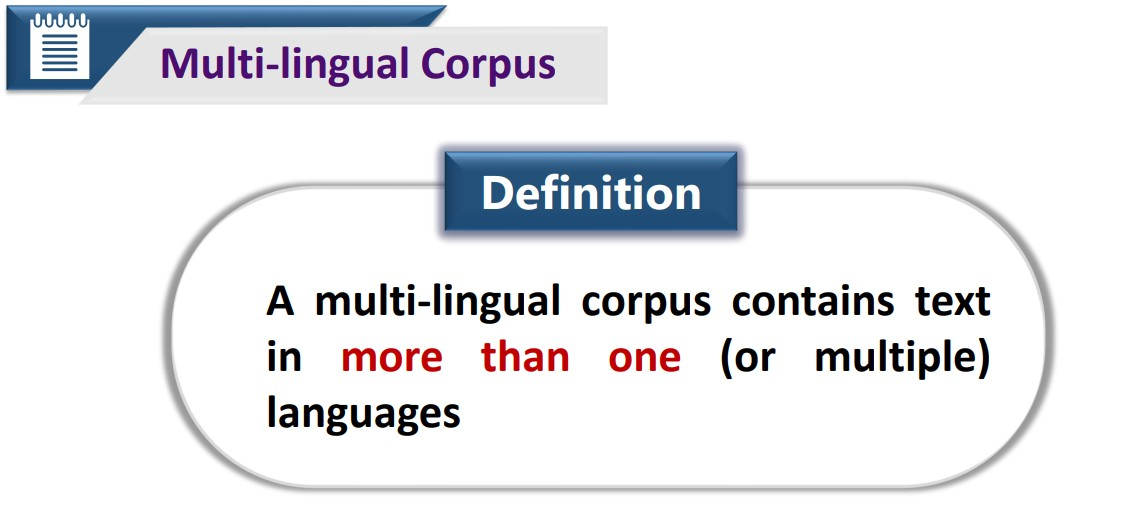 Multi-lingual Corpus
Definition
A multi-lingual corpus contains text
in more than one (or multiple)
languages